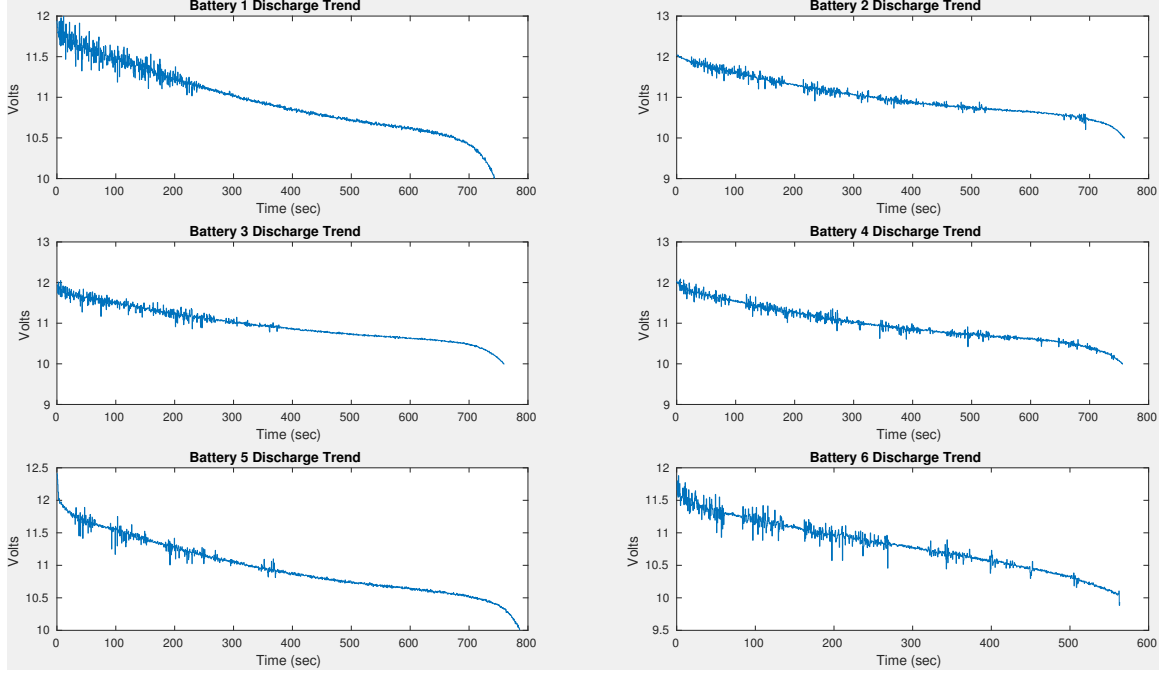 Battery 1 Discharge Trend
12
11.5
11
10.5
10
Volts
0 100 200 300 400 500 600 700 800
Time (sec)
Battery 2 Discharge Trend
13
12
11
10
9
Volts
0 100 200 300 400 500 600 700 800
Time (sec)
Battery 3 Discharge Trend
13
12
11
10
9
Volts
0 100 200 300 400 500 600 700 800
Time (sec)
Battery 4 Discharge Trend
13
12
11
10
9
Volts
0 100 200 300 400 500 600 700 800
Time (sec)
Battery 5 Discharge Trend
12.5
12
11.5
11
10.5
10
Volts
0 100 200 300 400 500 600 700 800
Time (sec)
Battery 6 Discharge Trend
12
11.5
11
10.5
10
9.5
Volts
0 100 200 300 400 500 600
Time (sec)